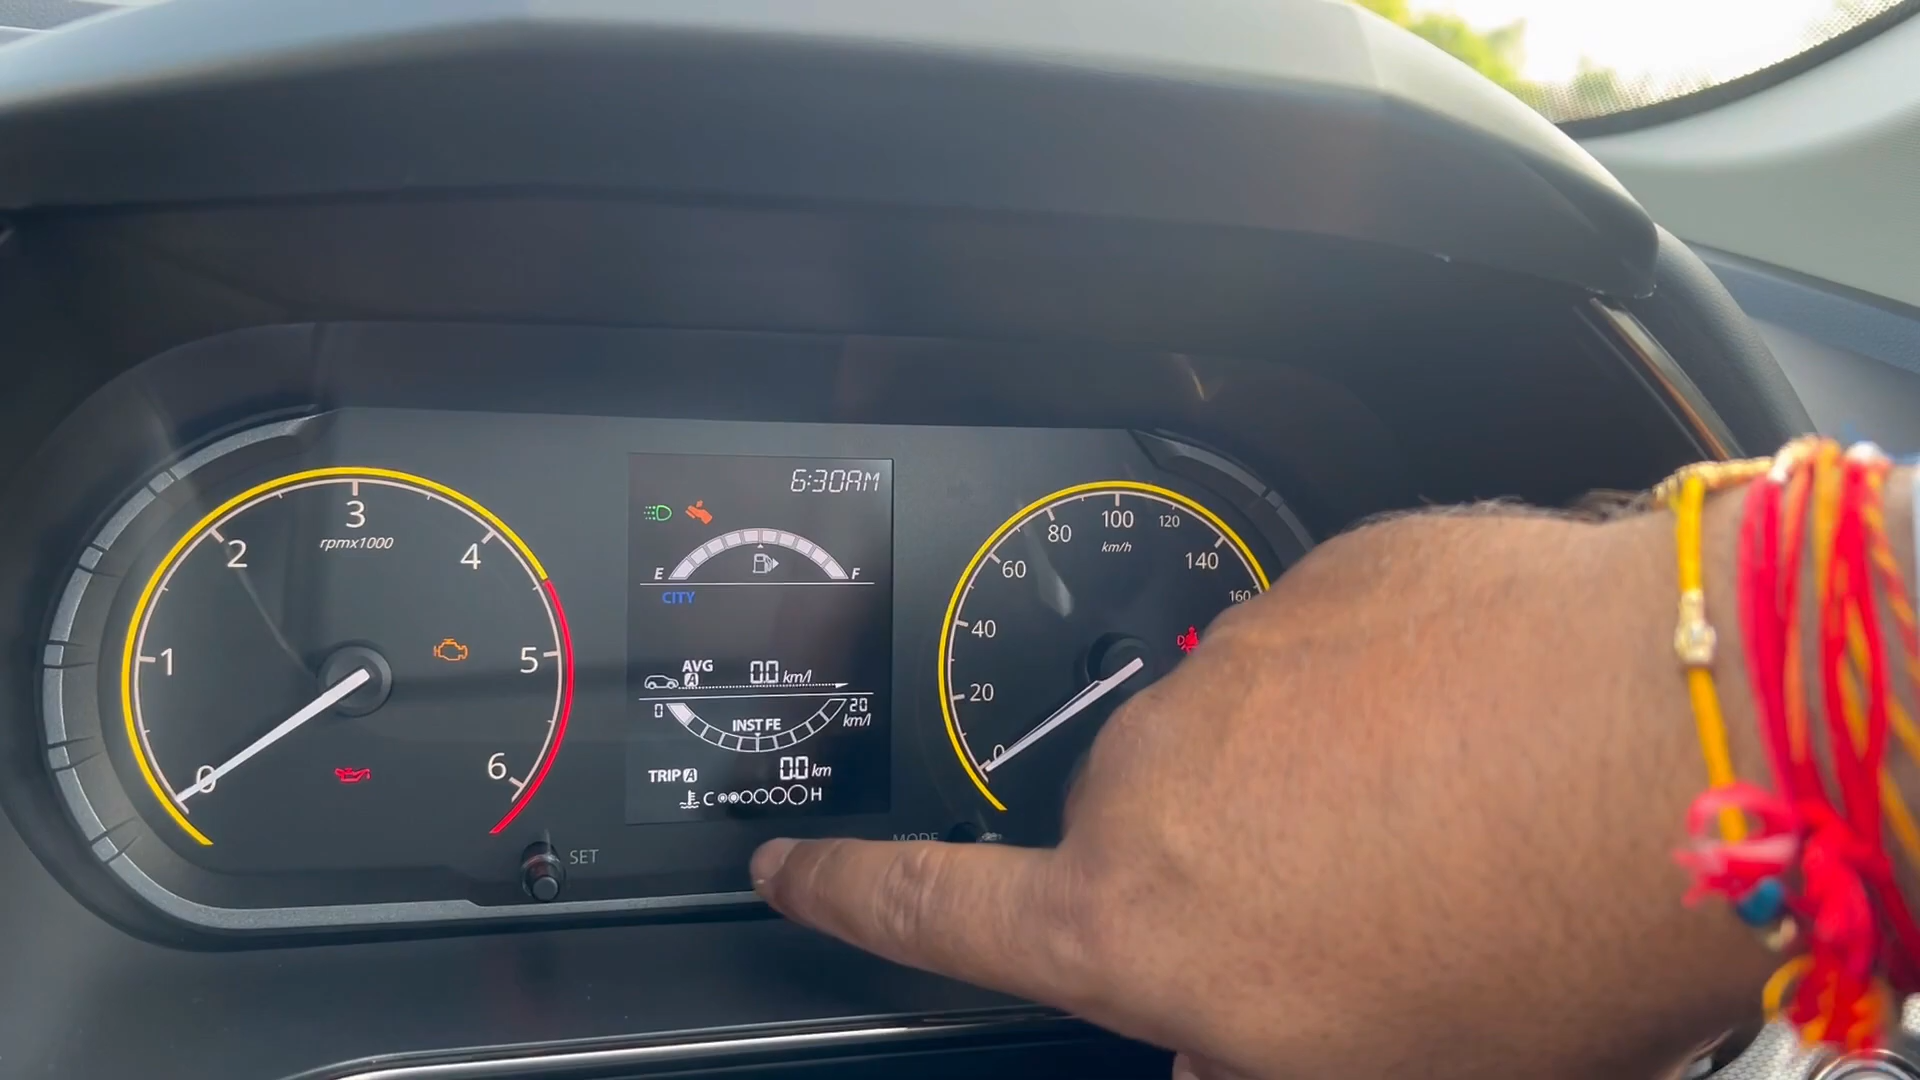 6:30AM
E F
CITY
AVG
A 0.0 km/l
0 20
INST FE km/l
TRIP A 0.0 km
C H
0 1 2 3 4 5 6
rpmx1000
0 20 40 60 80 100 120 140 160
km/h
SET
MODE